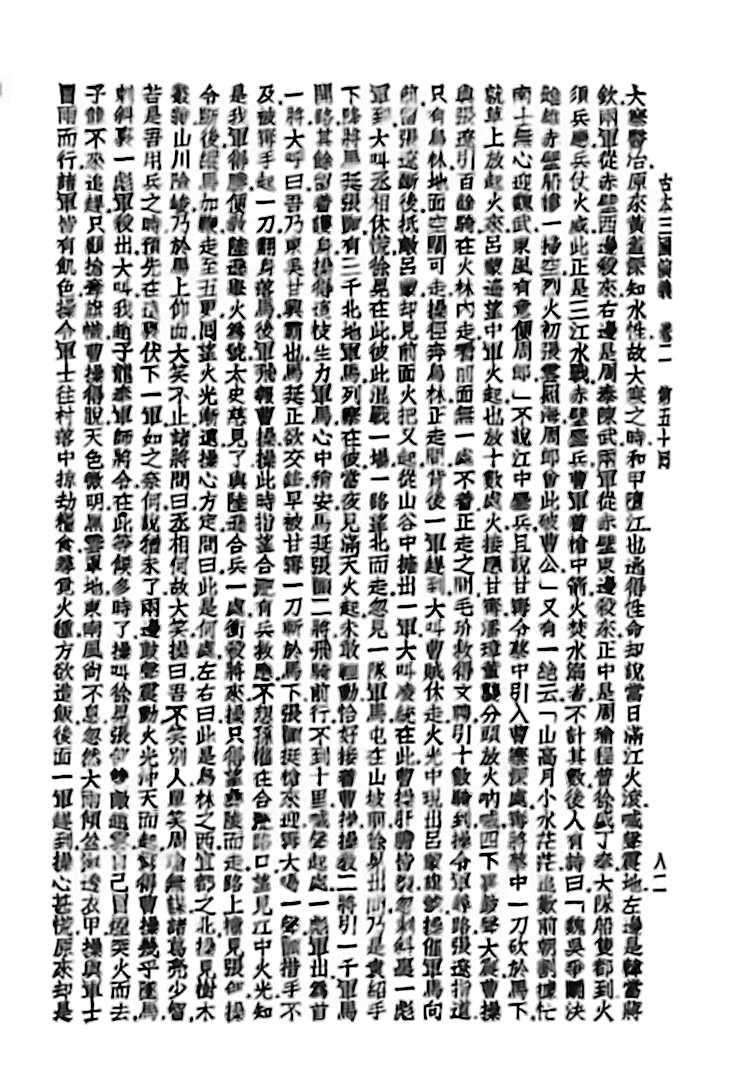 古本三國演義　卷二　第五十回　八二
大寨醫治原來黃蓋深知水性故大寒之時和甲墮江也逃得性命却說當日滿江火滾喊聲震地左邊是韓當蔣
欽兩軍從赤壁西邊殺來右邊是周泰陳武兩軍從赤壁東邊殺來正中是周瑜程普徐盛丁奉大隊船隻都到火
須兵應兵仗火威此正是三江水戰赤壁鏖兵曹軍着鎗中箭火焚水溺者不計其數後人有詩曰「魏吳爭鬬決
雌雄赤壁樓船一掃空烈火初張雲照海周郎曾此破曹公」又有一絕云「山高月小水茫茫追歎前朝割據忙
南士無心迎魏武東風有意便周郎」不說江中鏖兵且說甘寧令蔡中引入曹寨深處寧將蔡中一刀砍於馬下
就草上放起火來呂蒙遙望中軍火起也放十數處火接應甘寧潘璋董襲分頭放火吶喊四下裏鼓聲大震曹操
與張遼引百餘騎在火林內走看前面無一處不着正走之間毛玠救得文聘引十數騎到操令軍尋路張遼指道
只有烏林地面空闊可走操徑奔烏林正走間背後一軍趕到大叫曹賊休走火光中現出呂蒙旗號操催軍馬向
前留張遼斷後抵敵呂蒙却見前面火把又起從山谷中擁出一軍大叫凌統在此曹操肝膽皆裂忽刺斜裏一彪
軍到大叫丞相休慌徐晃在此彼此混戰一場一路望北而走忽見一隊軍馬屯在山坡前徐晃出問乃是袁紹手
下降將馬延張顗有三千北地軍馬列寨在彼當夜見滿天火起未敢輕動恰好接着曹操操敎二將引一千軍馬
開路其餘留着護身操得這枝生力軍馬心中稍安馬延張顗二將飛騎前行不到十里喊聲起處一彪軍出爲首
一將大呼曰吾乃東吳甘興霸也馬延正欲交鋒早被甘寧一刀斬於馬下張顗挺鎗來迎寧大喝一聲顗措手不
及被寧手起一刀翻身落馬後軍飛報曹操操此時指望合淝有兵救應不想孫權在合淝路口望見江中火光知
是我軍得勝便敎陸遜舉火爲號太史慈見了與陸遜合兵一處衝殺將來操只得望彝陵而走路上撞見張郃操
令斷後縱馬加鞭走至五更回望火光漸遠操心方定問曰此是何處左右曰此是烏林之西宜都之北操見樹木
叢雜山川險峻乃於馬上仰面大笑不止諸將問曰丞相何故大笑操曰吾不笑別人單笑周瑜無謀諸葛亮少智
若是吾用兵之時預先在這裏伏下一軍如之奈何說猶未了兩邊鼓聲震動火光沖天而起驚得曹操幾乎墜馬
刺斜裏一彪軍殺出大叫我趙子龍奉軍師將令在此等候多時了操叫徐晃張郃雙敵趙雲自己冒煙突火而去
子龍不來追趕只顧搶奪旗幟曹操得脫天色微明黑雲罩地東南風尙不息忽然大雨傾盆濕透衣甲操與軍士
冒雨而行諸軍皆有飢色操令軍士往村落中掠劫糧食尋覓火種方欲造飯後面一軍趕到操心甚慌原來却是